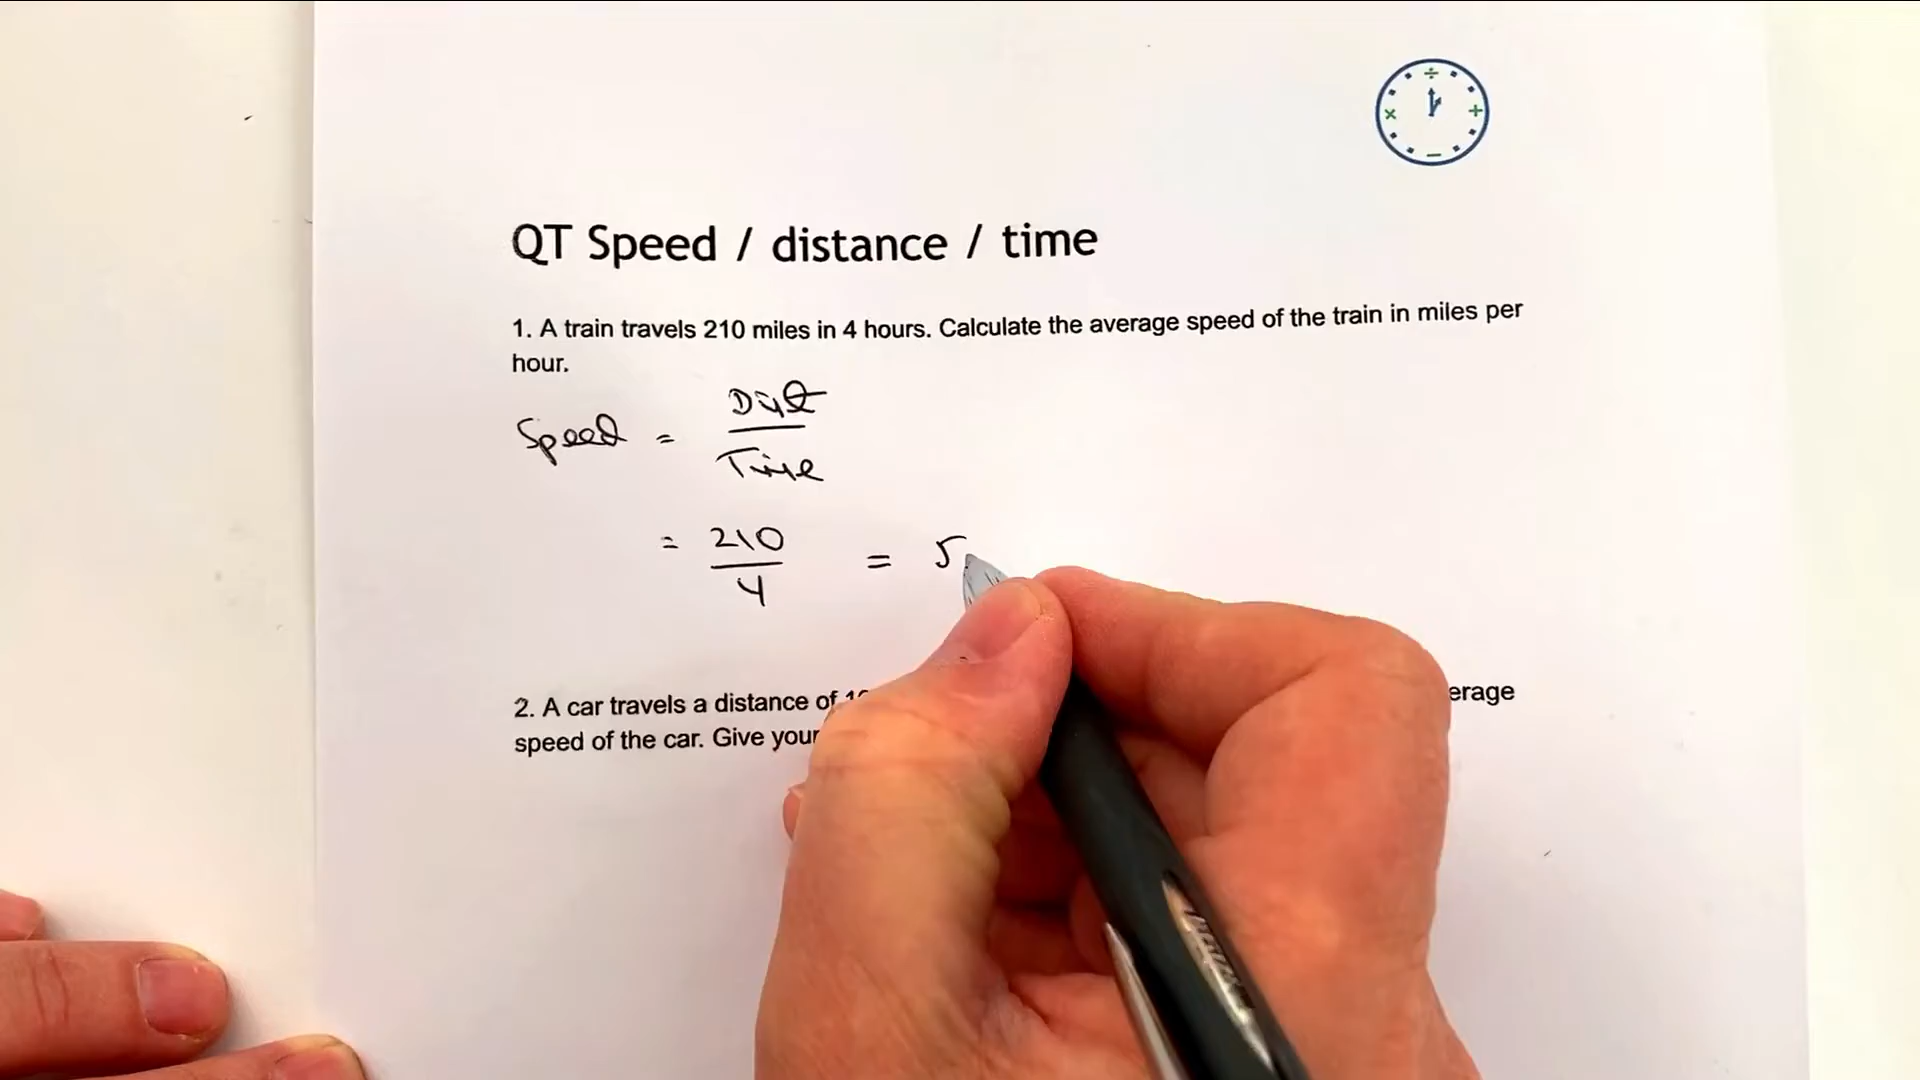 QT Speed / distance / time
1. A train travels 210 miles in 4 hours. Calculate the average speed of the train in miles per
hour.
Speed = Dist
Time
= 210
4
= 5
2. A car travels a distance of erage
speed of the car. Give your